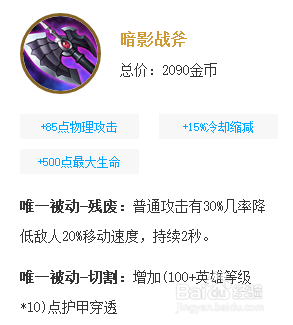 暗影战斧
总价：2090金币
+85点物理攻击
+15%冷却缩减
+500点最大生命
唯一被动-残废：普通攻击有30%几率降
低敌人20%移动速度，持续2秒。
唯一被动-切割：增加(100+英雄等级
*10)点护甲穿透